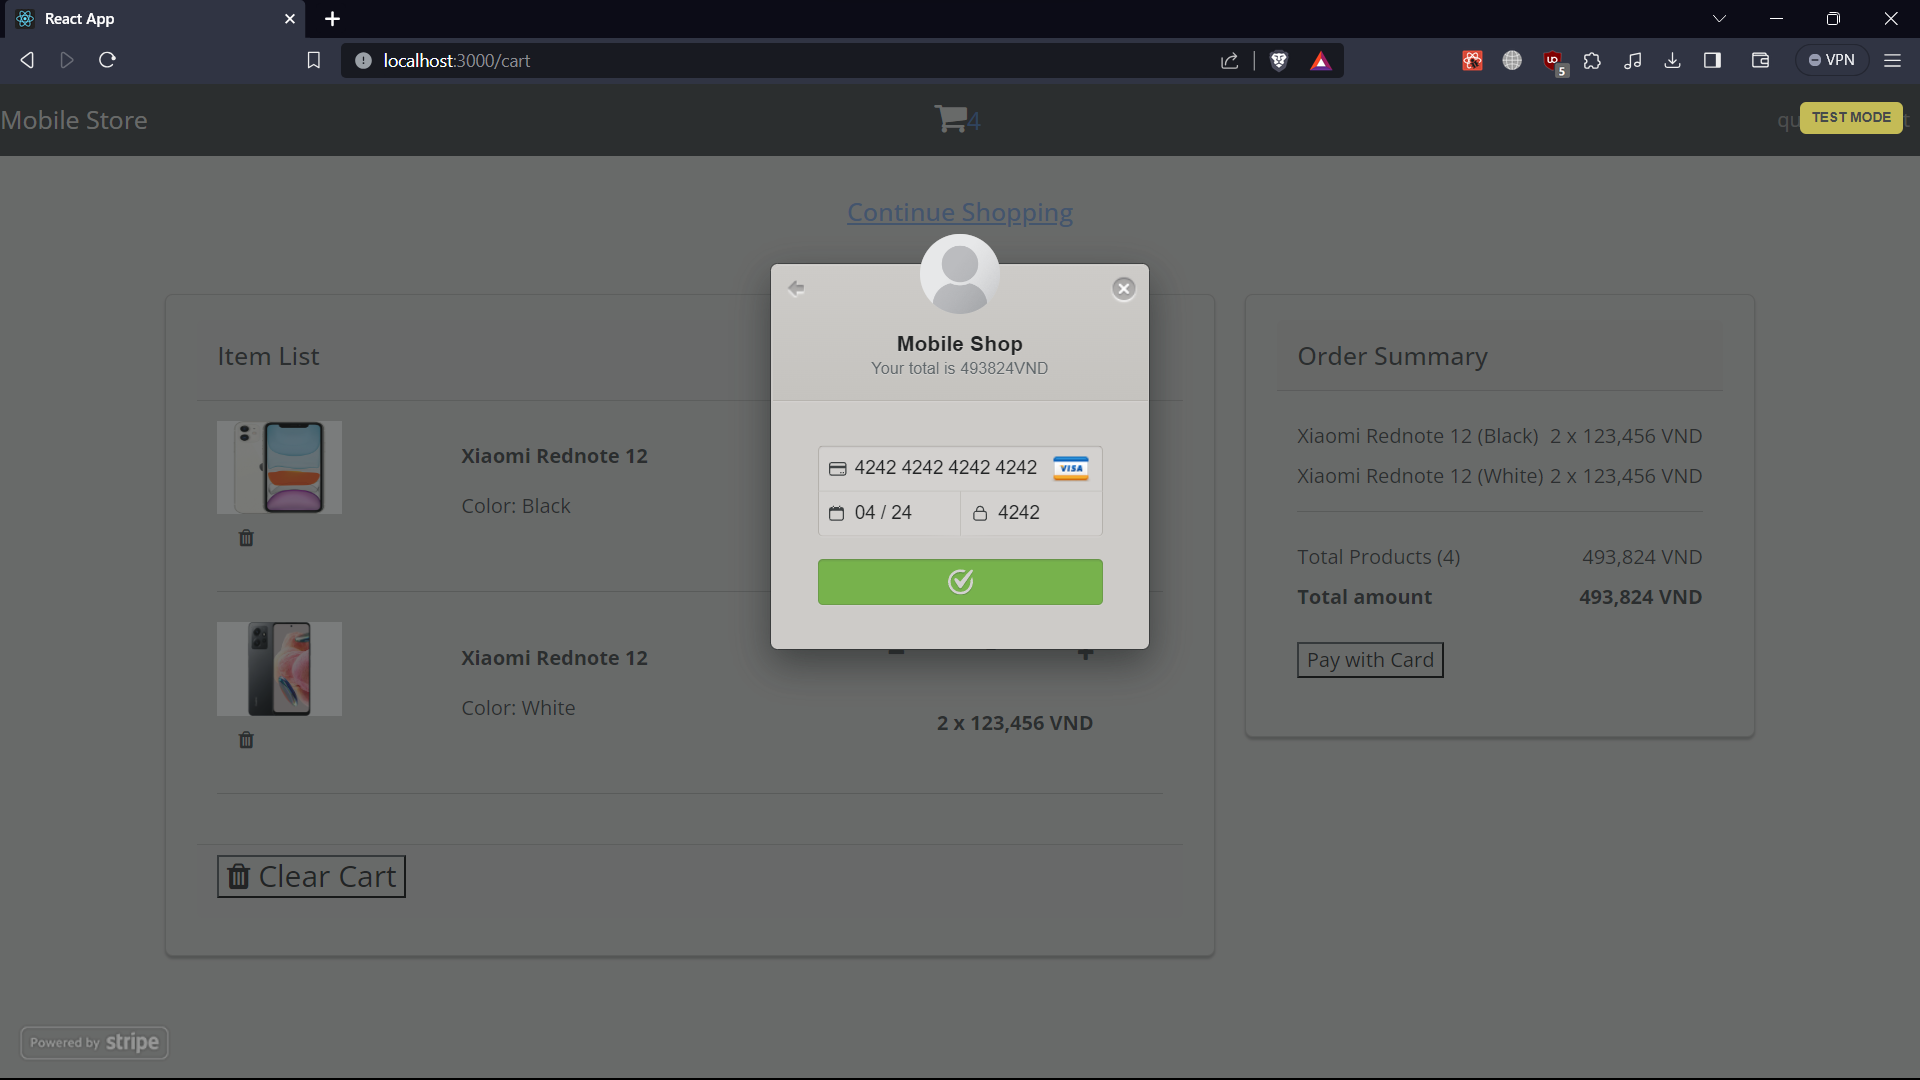 React App
localhost:3000/cart
5
VPN
Mobile Store
4
qu
TEST MODE
t
Continue Shopping
Item List
Xiaomi Rednote 12
Color: Black
Xiaomi Rednote 12
Color: White
2 x 123,456 VND
Clear Cart
Mobile Shop
Your total is 493824VND
4242 4242 4242 4242
VISA
04 / 24
4242
Order Summary
Xiaomi Rednote 12 (Black) 2 x 123,456 VND
Xiaomi Rednote 12 (White) 2 x 123,456 VND
Total Products (4) 493,824 VND
Total amount 493,824 VND
Pay with Card
Powered by stripe